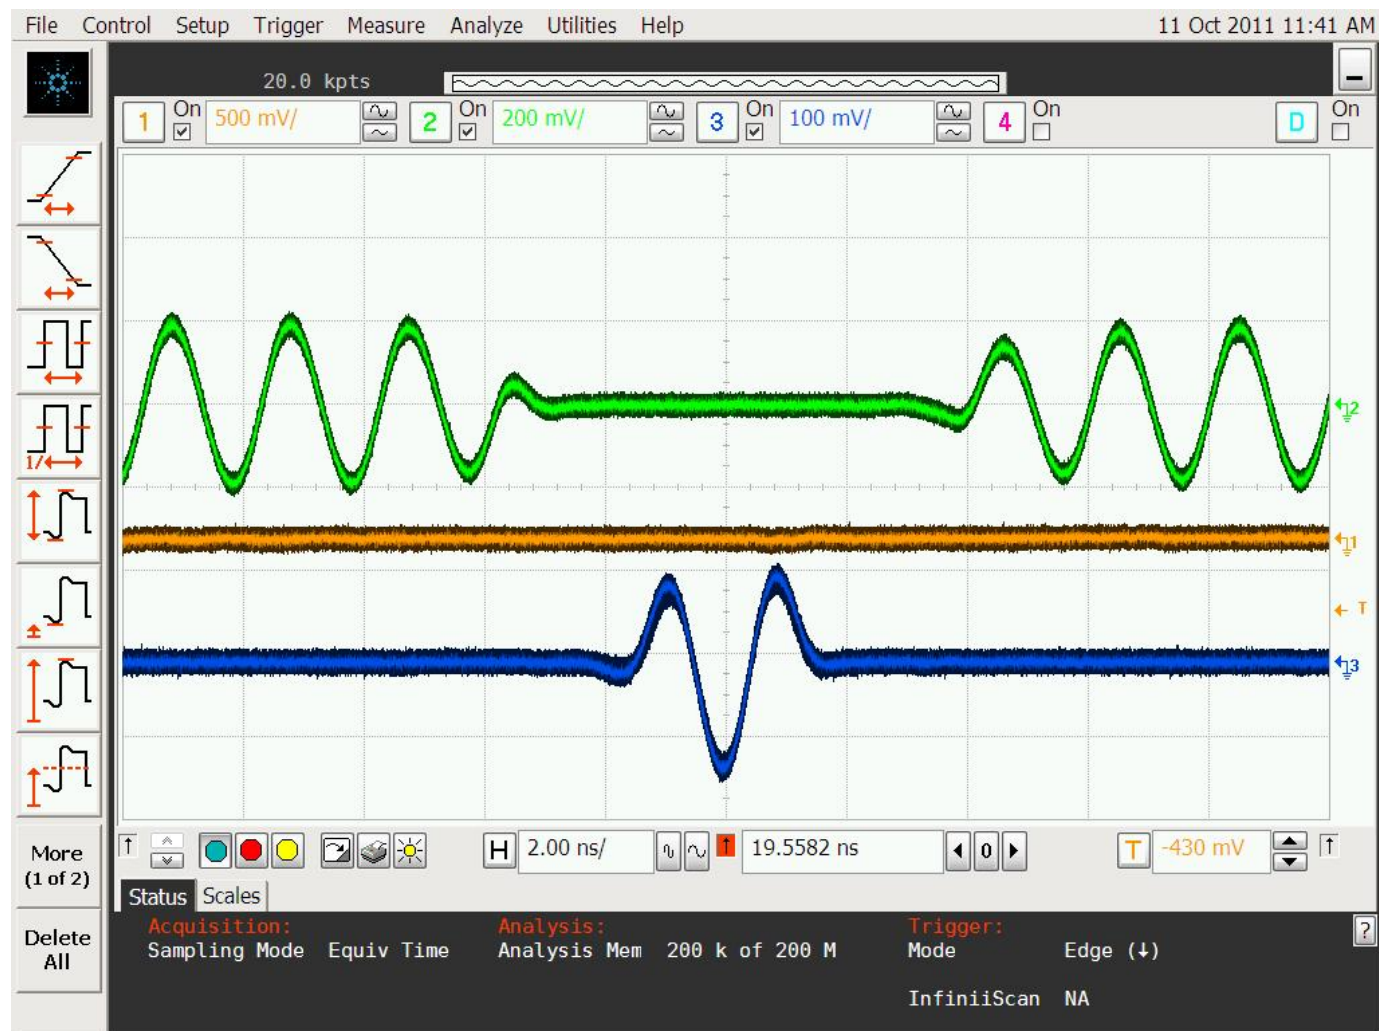 File Control Setup Trigger Measure Analyze Utilities Help 11 Oct 2011 11:41 AM
20.0 kpts
1 On 500 mV/ 2 On 200 mV/ 3 On 100 mV/ 4 On D On
2
1
T
3
1/
More
(1 of 2)
Delete
All
H 2.00 ns/ 19.5582 ns 0 T -430 mV
Status Scales
Acquisition: Analysis: Trigger:
Sampling Mode Equiv Time Analysis Mem 200 k of 200 M Mode Edge (↓)
InfiniiScan NA
?